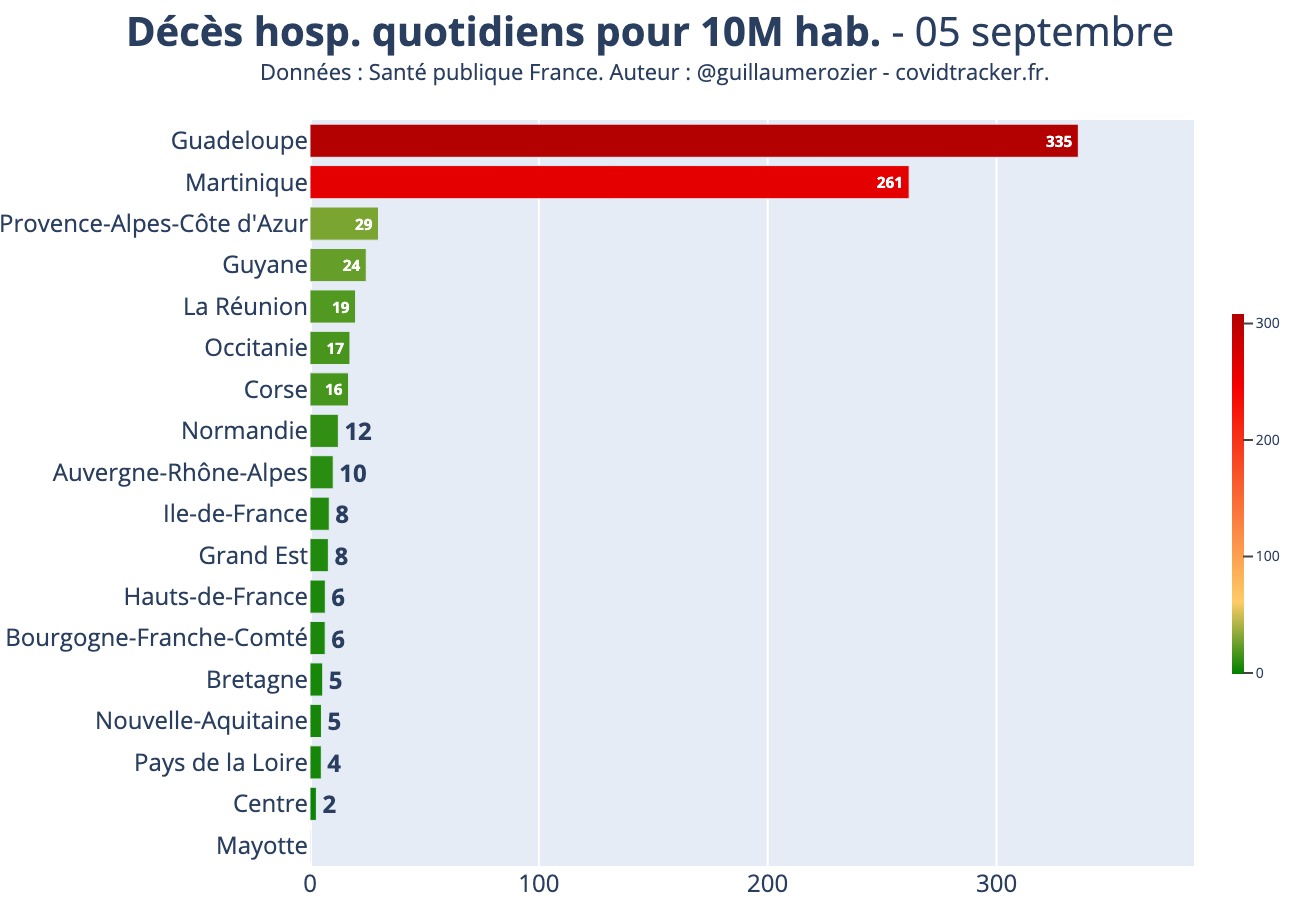 Décès hosp. quotidiens pour 10M hab. - 05 septembre
Données : Santé publique France. Auteur : @guillaumerozier - covidtracker.fr.
Guadeloupe 335
Martinique 261
Provence-Alpes-Côte d'Azur 29
Guyane 24
La Réunion 19
Occitanie 17
Corse 16
Normandie 12
Auvergne-Rhône-Alpes 10
Ile-de-France 8
Grand Est 8
Hauts-de-France 6
Bourgogne-Franche-Comté 6
Bretagne 5
Nouvelle-Aquitaine 5
Pays de la Loire 4
Centre 2
Mayotte
0 100 200 300
300
200
100
0